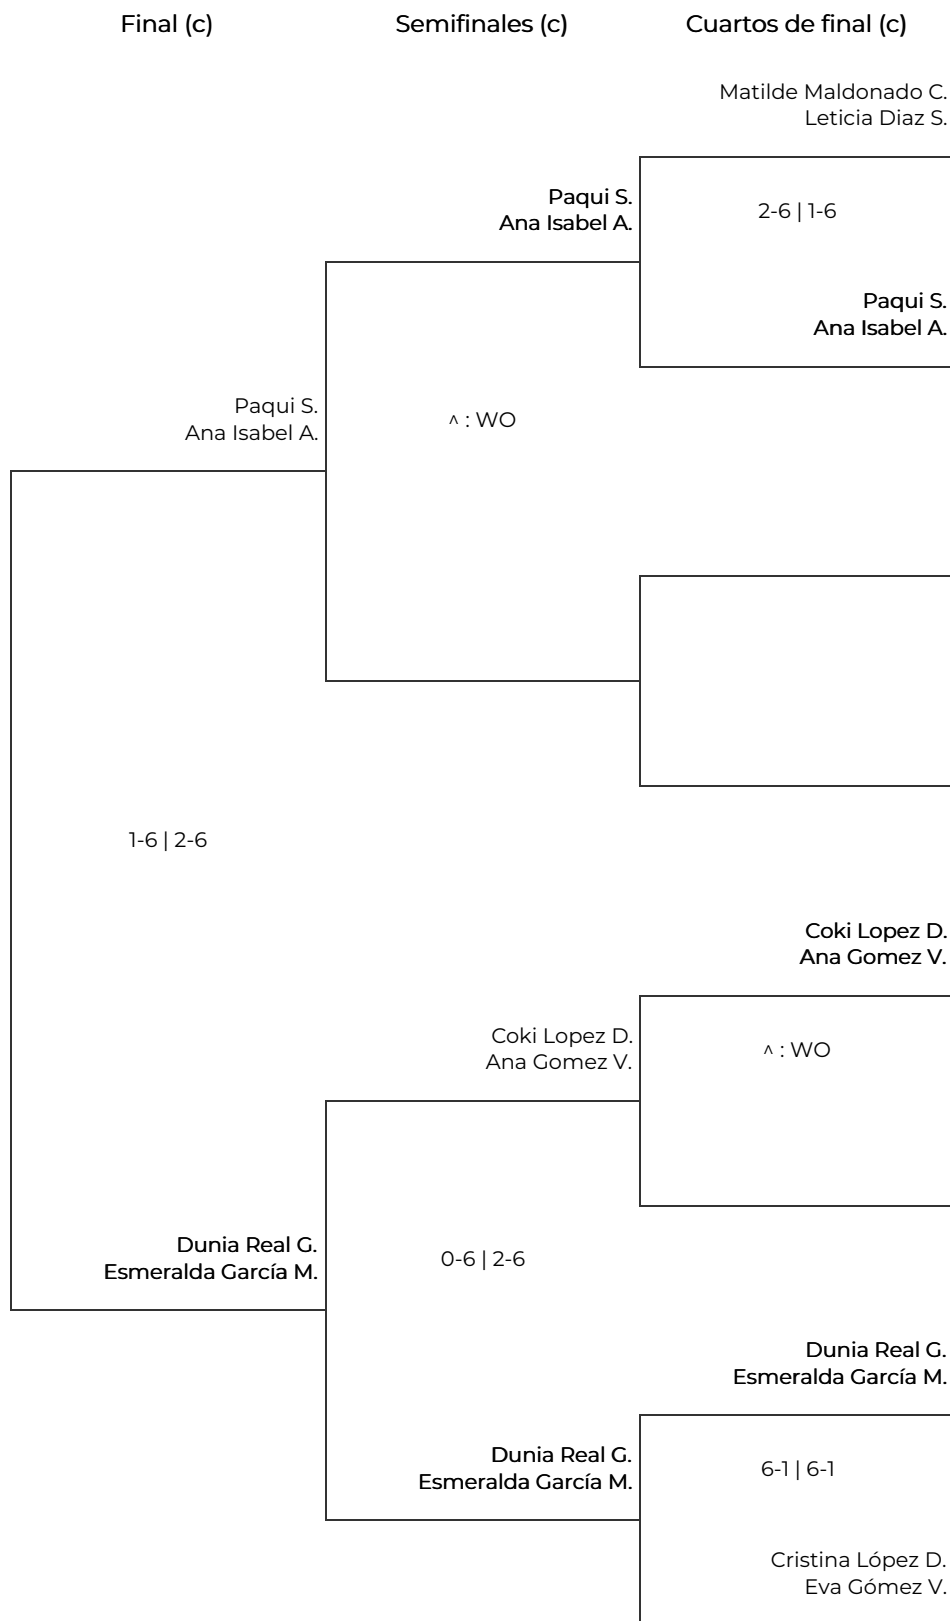 Final (c)
Semifinales (c)
Cuartos de final (c)
Matilde Maldonado C.
Leticia Diaz S.
Paqui S.
Ana Isabel A.
2-6 | 1-6
Paqui S.
Ana Isabel A.
Paqui S.
Ana Isabel A.
^ : WO
1-6 | 2-6
Coki Lopez D.
Ana Gomez V.
Coki Lopez D.
Ana Gomez V.
^ : WO
Dunia Real G.
Esmeralda García M.
0-6 | 2-6
Dunia Real G.
Esmeralda García M.
Dunia Real G.
Esmeralda García M.
6-1 | 6-1
Cristina López D.
Eva Gómez V.